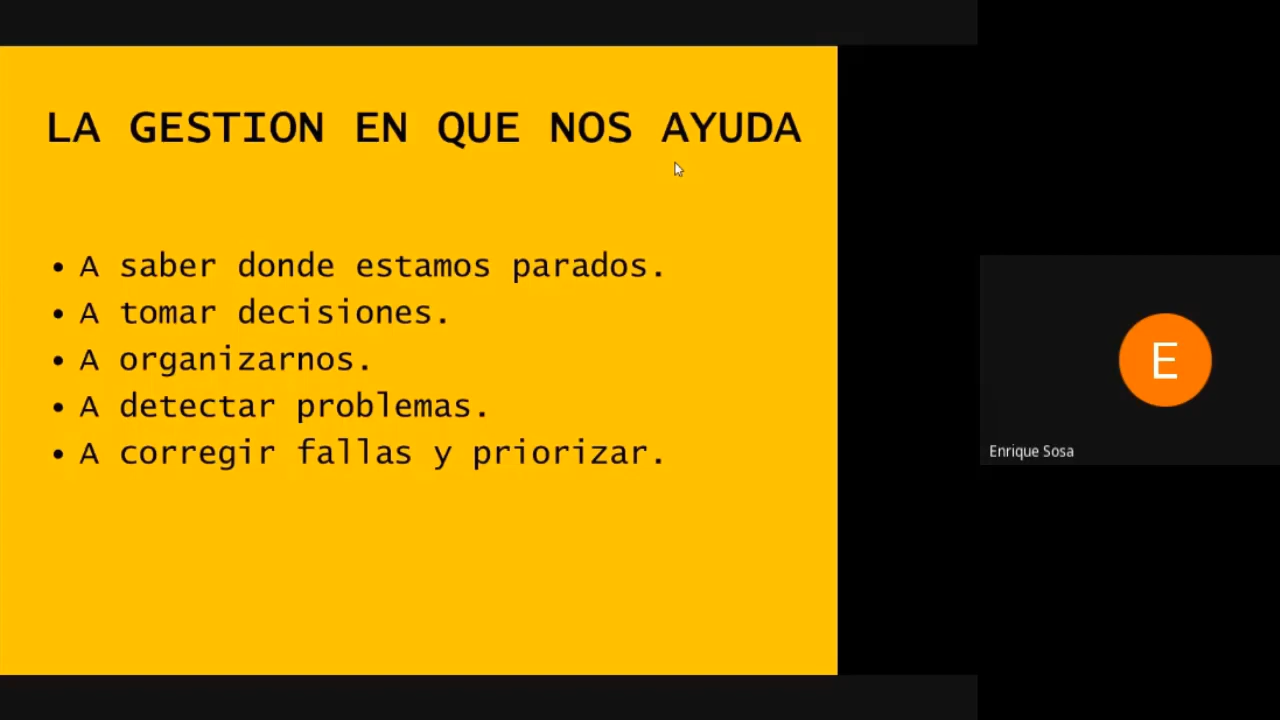 LA GESTION EN QUE NOS AYUDA
• A saber donde estamos parados.
• A tomar decisiones.
• A organizarnos.
• A detectar problemas.
• A corregir fallas y priorizar.
E
Enrique Sosa